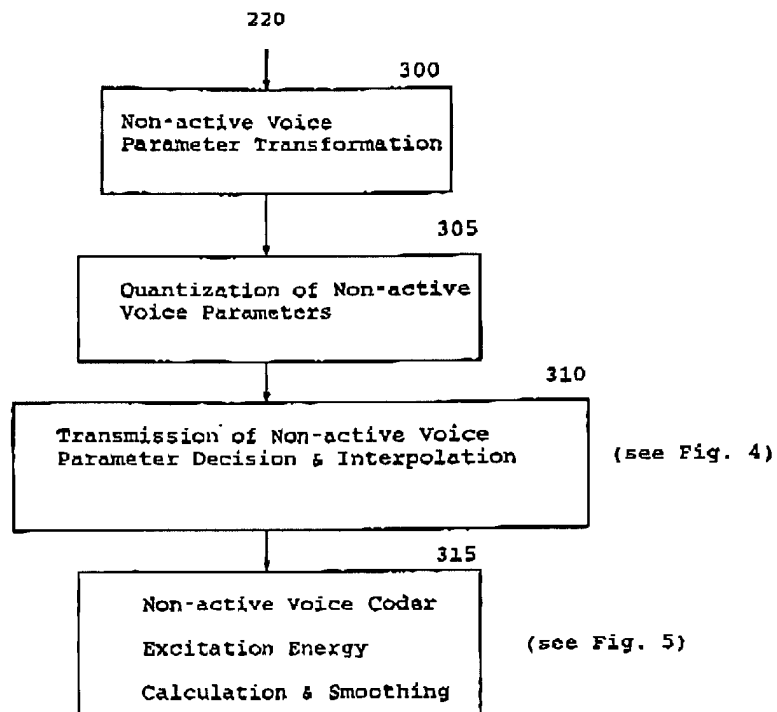 220
300
Non-active Voice
Parameter Transformation
305
Quantization of Non-active
Voice Parameters
310
Transmission of Non-active Voice
Parameter Decision & Interpolation
(see Fig. 4)
315
Non-active Voice Coder
Excitation Energy
Calculation & Smoothing
(see Fig. 5)